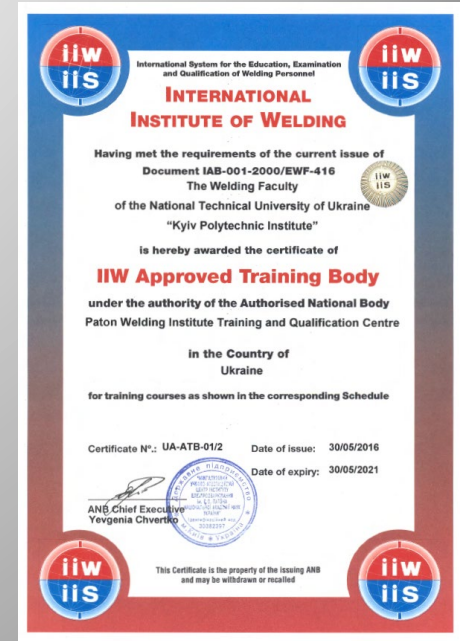 iiw
iis
iiw
iis
International System for the Education, Examination
and Qualification of Welding Personnel
INTERNATIONAL
INSTITUTE OF WELDING
Having met the requirements of the current issue of
Document IAB-001-2000/EWF-416
iiw
iis
The Welding Faculty
of the National Technical University of Ukraine
“Kyiv Polytechnic Institute”
is hereby awarded the certificate of
IIW Approved Training Body
under the authority of the Authorised National Body
Paton Welding Institute Training and Qualification Centre
in the Country of
Ukraine
for training courses as shown in the corresponding Schedule
Certificate Nº.: UA-ATB-01/2
Date of issue: 30/05/2016
Date of expiry: 30/05/2021
ANB Chief Executive
Yevgenia Chvertko
iiw
iis
This Certificate is the property of the issuing ANB
and may be withdrawn or recalled
iiw
iis